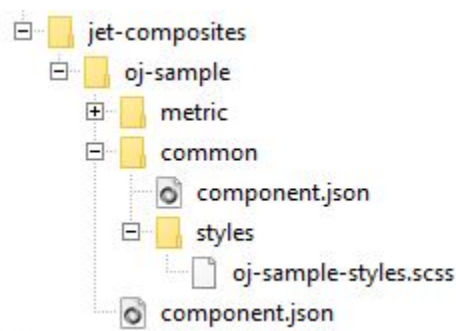 jet-composites
oj-sample
metric
common
component.json
styles
oj-sample-styles.scss
component.json